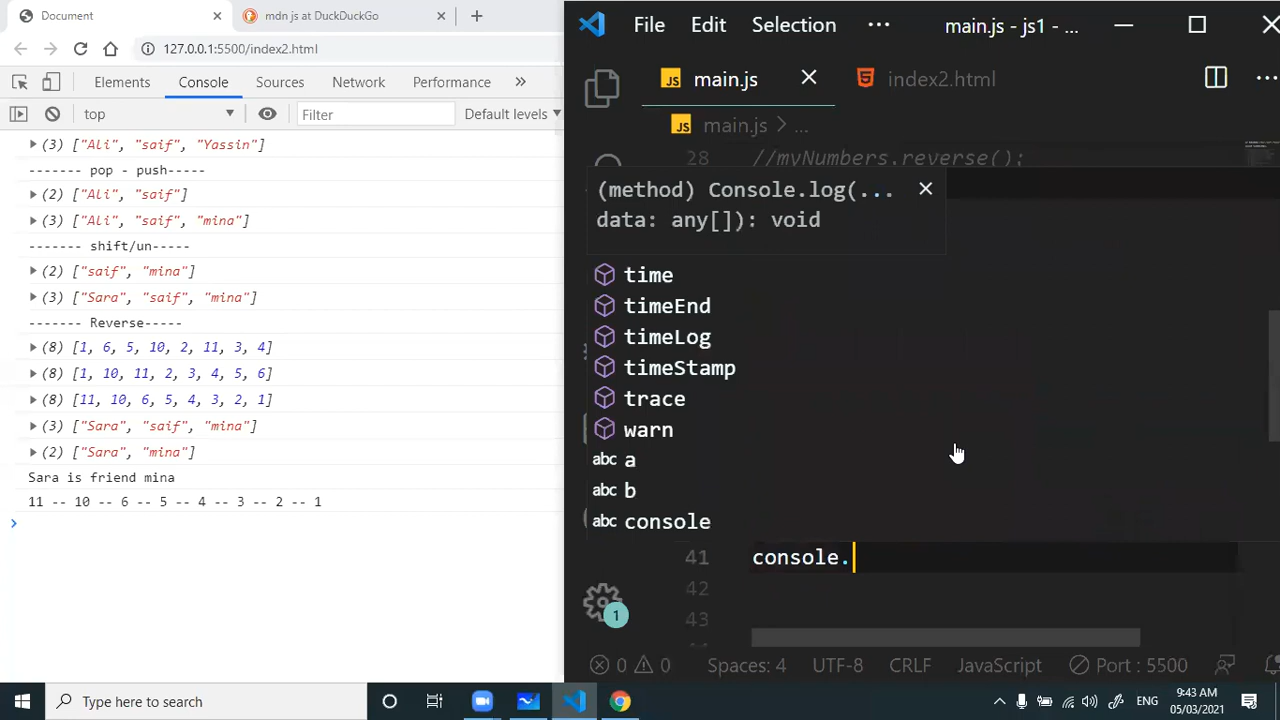 Document
mdn js at DuckDuckGo
127.0.0.1:5500/index2.html
Elements
Console
Sources
Network
Performance
»
top
Filter
Default levels
(3) ["Ali", "saif", "Yassin"]
------- pop - push-----
(2) ["Ali", "saif"]
(3) ["Ali", "saif", "mina"]
------- shift/un-----
(2) ["saif", "mina"]
(3) ["Sara", "saif", "mina"]
------- Reverse-----
(8) [1, 6, 5, 10, 2, 11, 3, 4]
(8) [1, 10, 11, 2, 3, 4, 5, 6]
(8) [11, 10, 6, 5, 4, 3, 2, 1]
(3) ["Sara", "saif", "mina"]
(2) ["Sara", "mina"]
Sara is friend mina
11 -- 10 -- 6 -- 5 -- 4 -- 3 -- 2 -- 1
File Edit Selection ··· main.js - js1 - ...
JS main.js
index2.html
JS main.js > ...
28 //myNumbers.reverse();
(method) Console.log(...
data: any[]): void
time
timeEnd
timeLog
timeStamp
trace
warn
abc a
abc b
abc console
41 console.
42
43
1
0 0 Spaces: 4 UTF-8 CRLF JavaScript Port : 5500
Type here to search
ENG
9:43 AM
05/03/2021